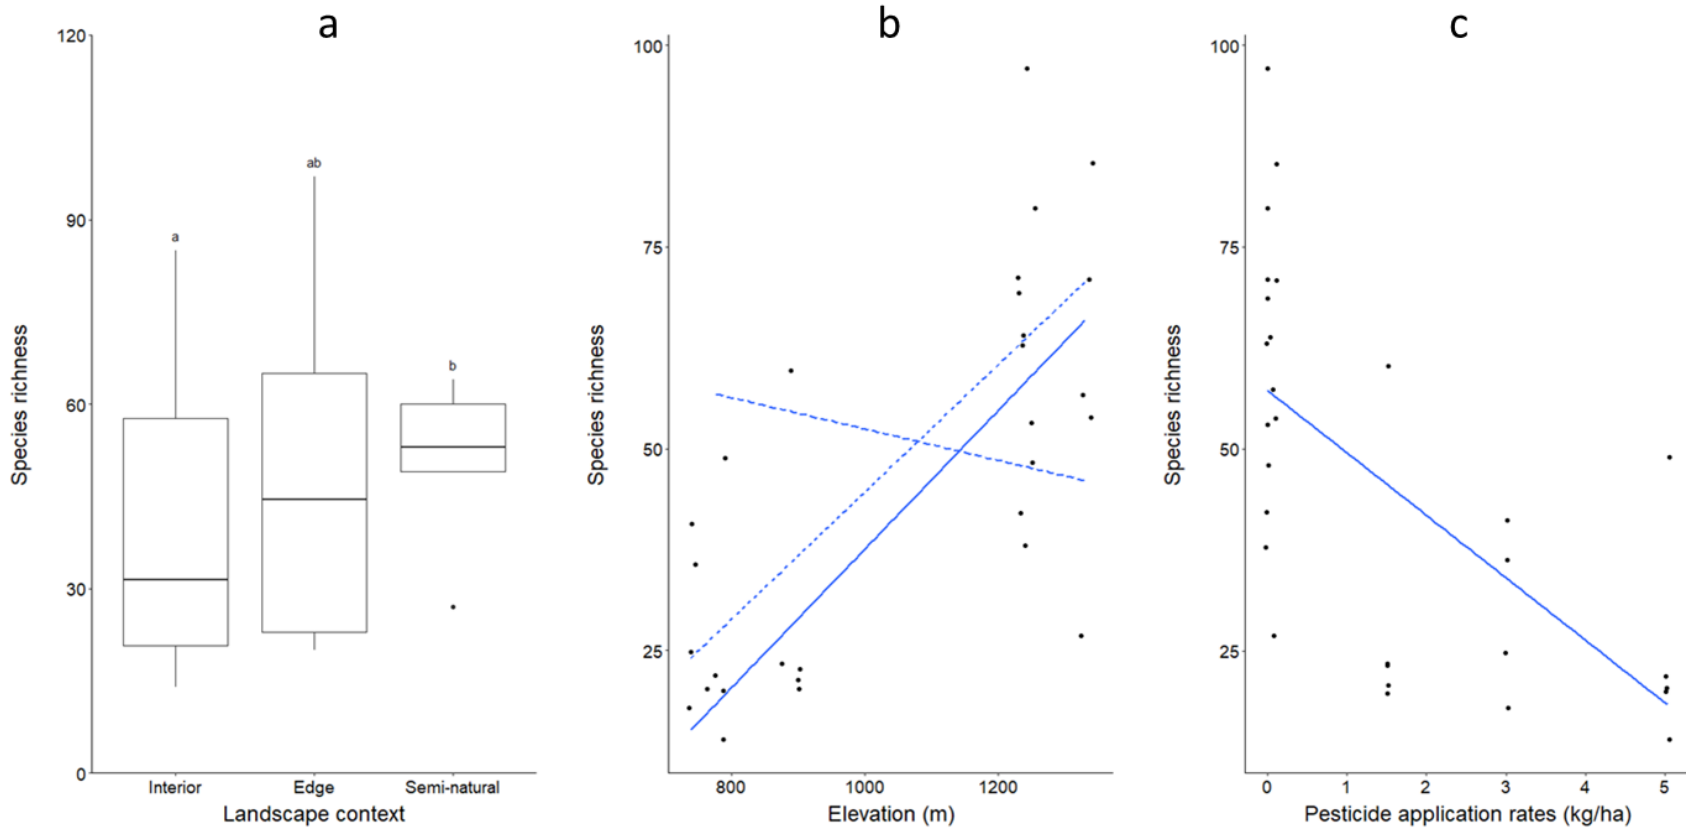 a
120
90
60
30
0
Species richness
a
ab
b
Interior Edge Semi-natural
Landscape context
b
100
75
50
25
Species richness
800 1000 1200
Elevation (m)
c
100
75
50
25
Species richness
0 1 2 3 4 5
Pesticide application rates (kg/ha)